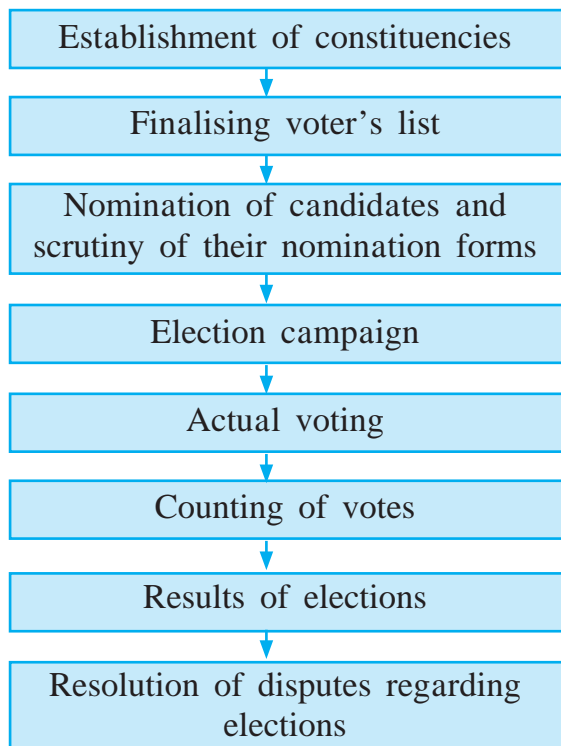 Establishment of constituencies
Finalising voter’s list
Nomination of candidates and
scrutiny of their nomination forms
Election campaign
Actual voting
Counting of votes
Results of elections
Resolution of disputes regarding
elections